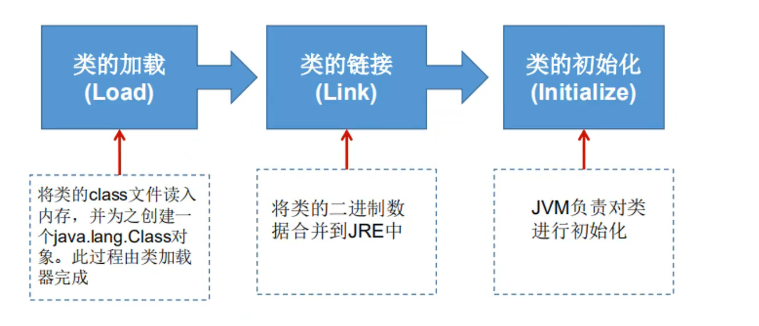 类的加载
(Load)
类的链接
(Link)
类的初始化
(Initialize)
将类的class文件读入
内存，并为之创建一
个java.lang.Class对
象。此过程由类加载
器完成
将类的二进制数
据合并到JRE中
JVM负责对类
进行初始化